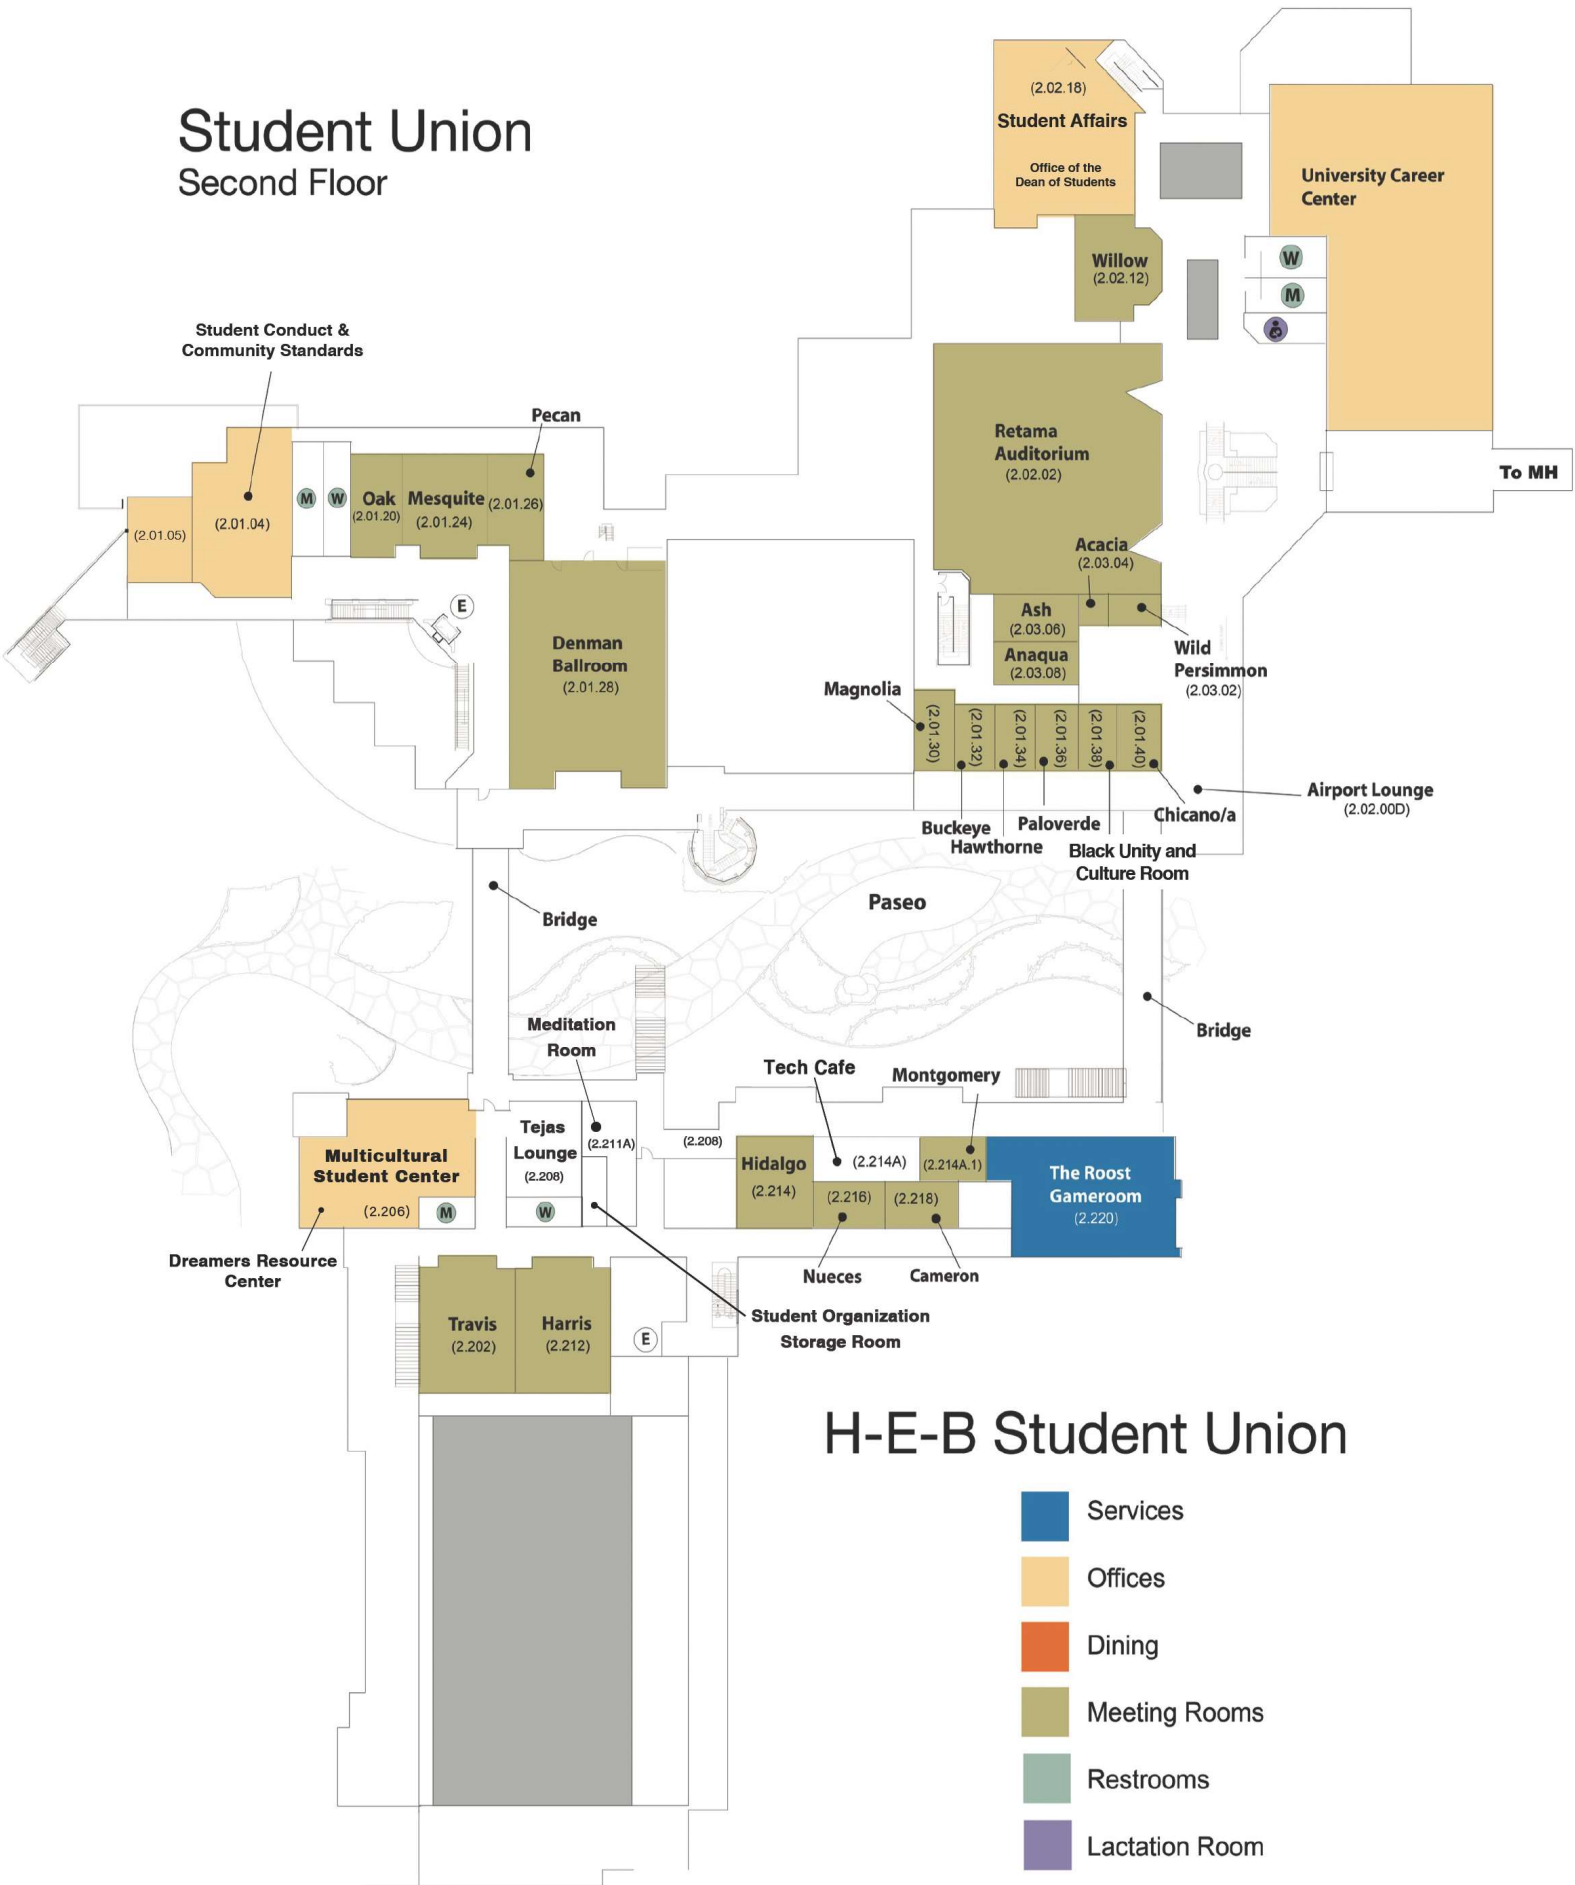 Student Union
Second Floor
(2.02.18)
Student Affairs
Office of the
Dean of Students
University Career
Center
Willow
(2.02.12)
W
M
Student Conduct &
Community Standards
Pecan
Retama
Auditorium
(2.02.02)
To MH
M
W
Oak
(2.01.20)
Mesquite
(2.01.24)
(2.01.26)
(2.01.04)
(2.01.05)
Acacia
(2.03.04)
E
Ash
(2.03.06)
Denman
Ballroom
(2.01.28)
Anaqua
(2.03.08)
Wild
Persimmon
(2.03.02)
Magnolia
(2.01.30)
(2.01.32)
(2.01.34)
(2.01.36)
(2.01.38)
(2.01.40)
Airport Lounge
(2.02.00D)
Chicano/a
Buckeye
Paloverde
Hawthorne
Black Unity and
Culture Room
Paseo
Bridge
Bridge
Meditation
Room
Tech Cafe
Montgomery
Tejas
Lounge
(2.208)
(2.211A)
(2.208)
Multicultural
Student Center
(2.206)
M
W
Hidalgo
(2.214)
(2.214A)
(2.214A.1)
(2.216)
(2.218)
The Roost
Gameroom
(2.220)
Dreamers Resource
Center
Nueces
Cameron
Student Organization
Storage Room
Travis
(2.202)
Harris
(2.212)
E
H-E-B Student Union
Services
Offices
Dining
Meeting Rooms
Restrooms
Lactation Room